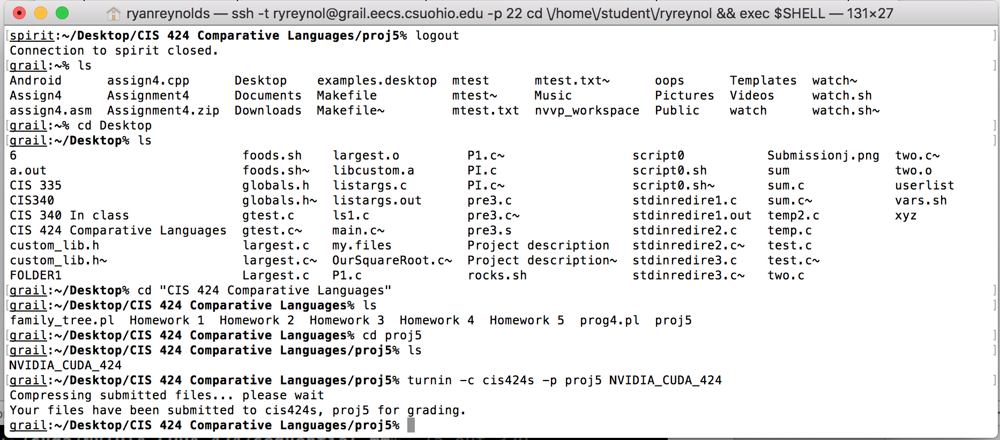 ryanreynolds — ssh -t ryreynol@grail.eecs.csuohio.edu -p 22 cd \/home\/student\/ryreynol && exec $SHELL — 131×27
[spirit:~/Desktop/CIS 424 Comparative Languages/proj5% logout ]
Connection to spirit closed.
[grail:~% ls ]
Android assign4.cpp Desktop examples.desktop mtest mtest.txt~ oops Templates watch~
Assign4 Assignment4 Documents Makefile mtest~ Music Pictures Videos watch.sh
assign4.asm Assignment4.zip Downloads Makefile~ mtest.txt nvvp_workspace Public watch watch.sh~
[grail:~% cd Desktop ]
[grail:~/Desktop% ls ]
6 foods.sh largest.o P1.c~ script0 Submissionj.png two.c~
a.out foods.sh~ libcustom.a PI.c script0.sh sum two.o
CIS 335 globals.h listargs.c PI.c~ script0.sh~ sum.c userlist
CIS340 globals.h~ listargs.out pre3.c stdinredire1.c sum.c~ vars.sh
CIS 340 In class gtest.c ls1.c pre3.c~ stdinredire1.out temp2.c xyz
CIS 424 Comparative Languages gtest.c~ main.c~ pre3.s stdinredire2.c temp.c
custom_lib.h largest.c my.files Project description stdinredire2.c~ test.c
custom_lib.h~ largest.c~ OurSquareRoot.c~ Project description~ stdinredire3.c test.c~
FOLDER1 Largest.c P1.c rocks.sh stdinredire3.c~ two.c
[grail:~/Desktop% cd "CIS 424 Comparative Languages" ]
[grail:~/Desktop/CIS 424 Comparative Languages% ls ]
family_tree.pl Homework 1 Homework 2 Homework 3 Homework 4 Homework 5 prog4.pl proj5
[grail:~/Desktop/CIS 424 Comparative Languages% cd proj5 ]
[grail:~/Desktop/CIS 424 Comparative Languages/proj5% ls ]
NVIDIA_CUDA_424
[grail:~/Desktop/CIS 424 Comparative Languages/proj5% turnin -c cis424s -p proj5 NVIDIA_CUDA_424 ]
Compressing submitted files... please wait
Your files have been submitted to cis424s, proj5 for grading.
grail:~/Desktop/CIS 424 Comparative Languages/proj5%